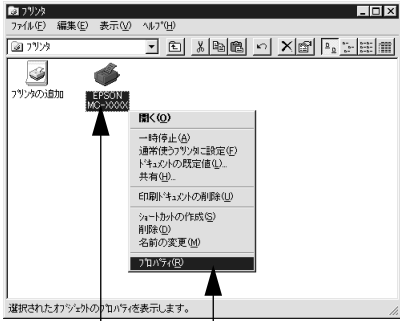 プリンタ
ファイル(F) 編集(E) 表示(V) ヘルプ(H)
プリンタ
プリンタの追加
EPSON
MC-XXXX
開く(O)
一時停止(A)
通常使うプリンタに設定(F)
ドキュメントの既定値(L)...
共有(H)...
印刷ドキュメントの削除(U)
ショートカットの作成(S)
削除(D)
名前の変更(M)
プロパティ(R)
選択されたオブジェクトのプロパティを表示します。